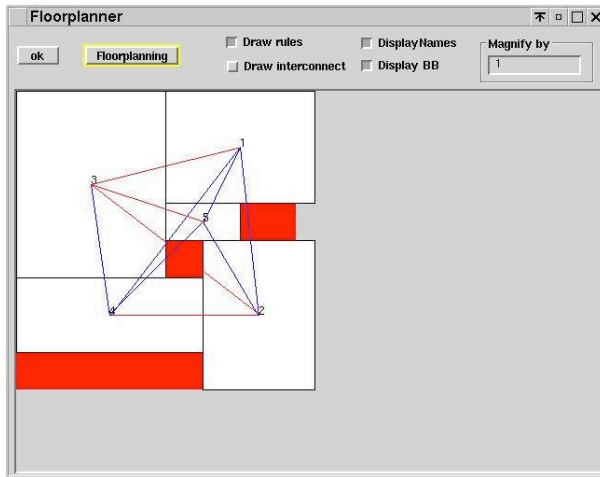 Floorplanner
ok
Floorplanning
Draw rules
Draw interconnect
DisplayNames
Display BB
Magnify by
1
1
3
5
4
2